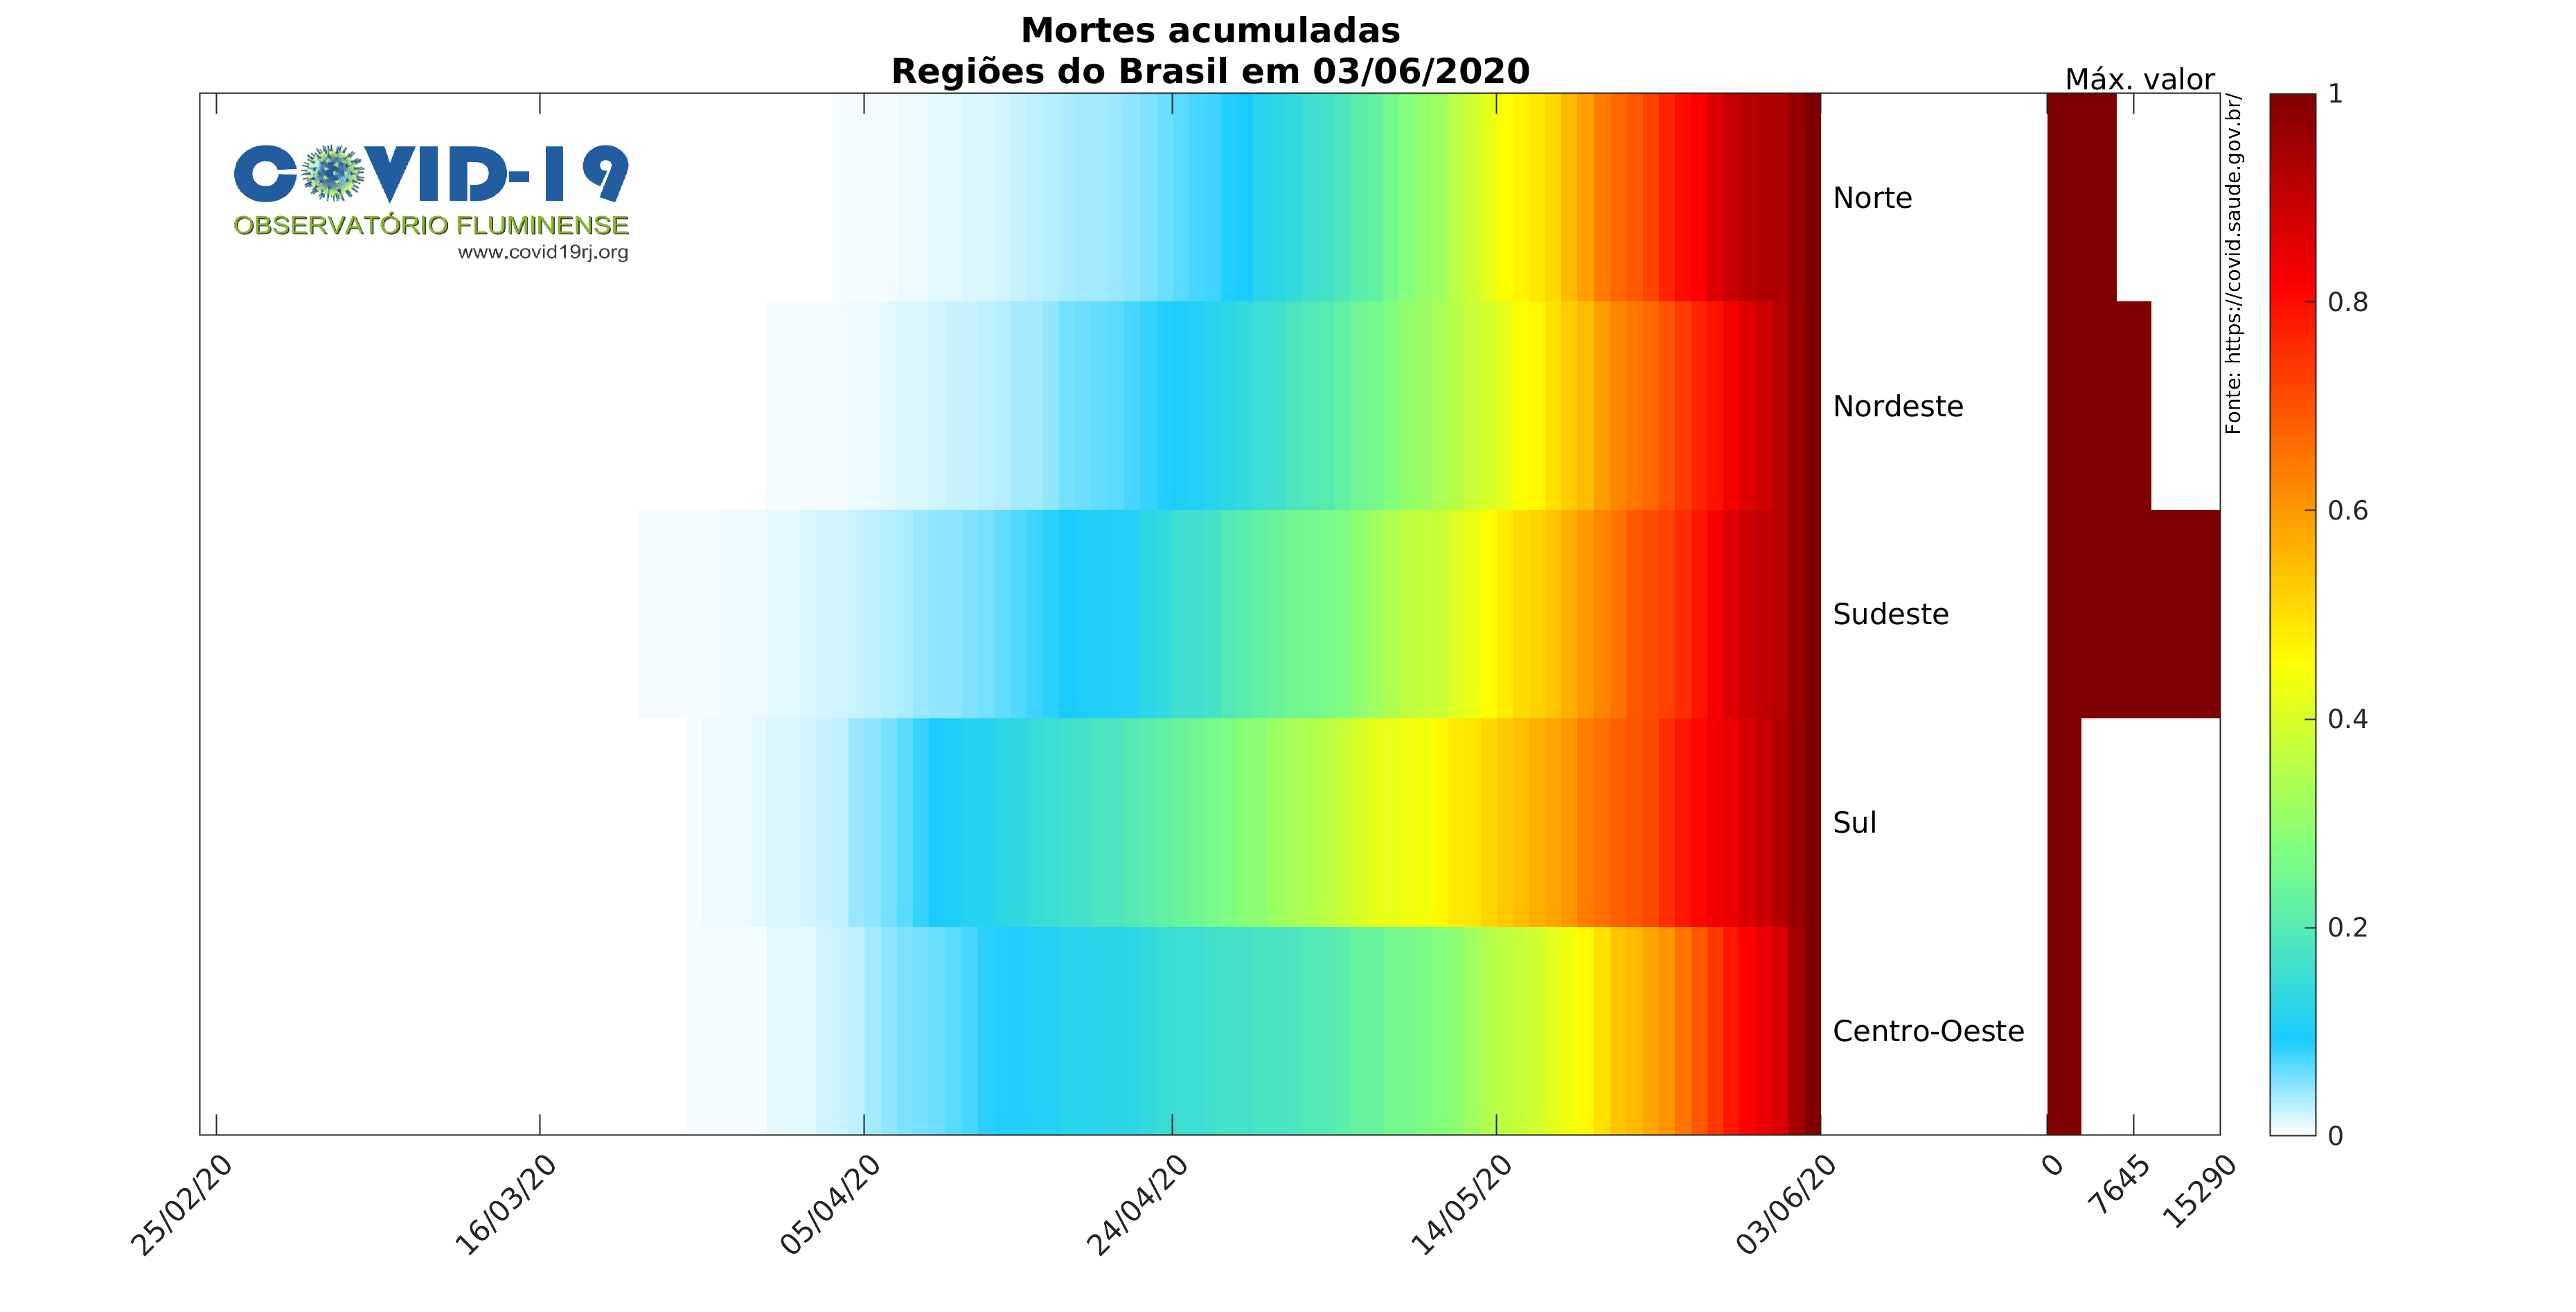 Mortes acumuladas
Regiões do Brasil em 03/06/2020
COVID-19
OBSERVATÓRIO FLUMINENSE
www.covid19rj.org
Norte
Nordeste
Sudeste
Sul
Centro-Oeste
25/02/20
16/03/20
05/04/20
24/04/20
14/05/20
03/06/20
Máx. valor
0
7645
15290
Fonte: https://covid.saude.gov.br/
1
0.8
0.6
0.4
0.2
0